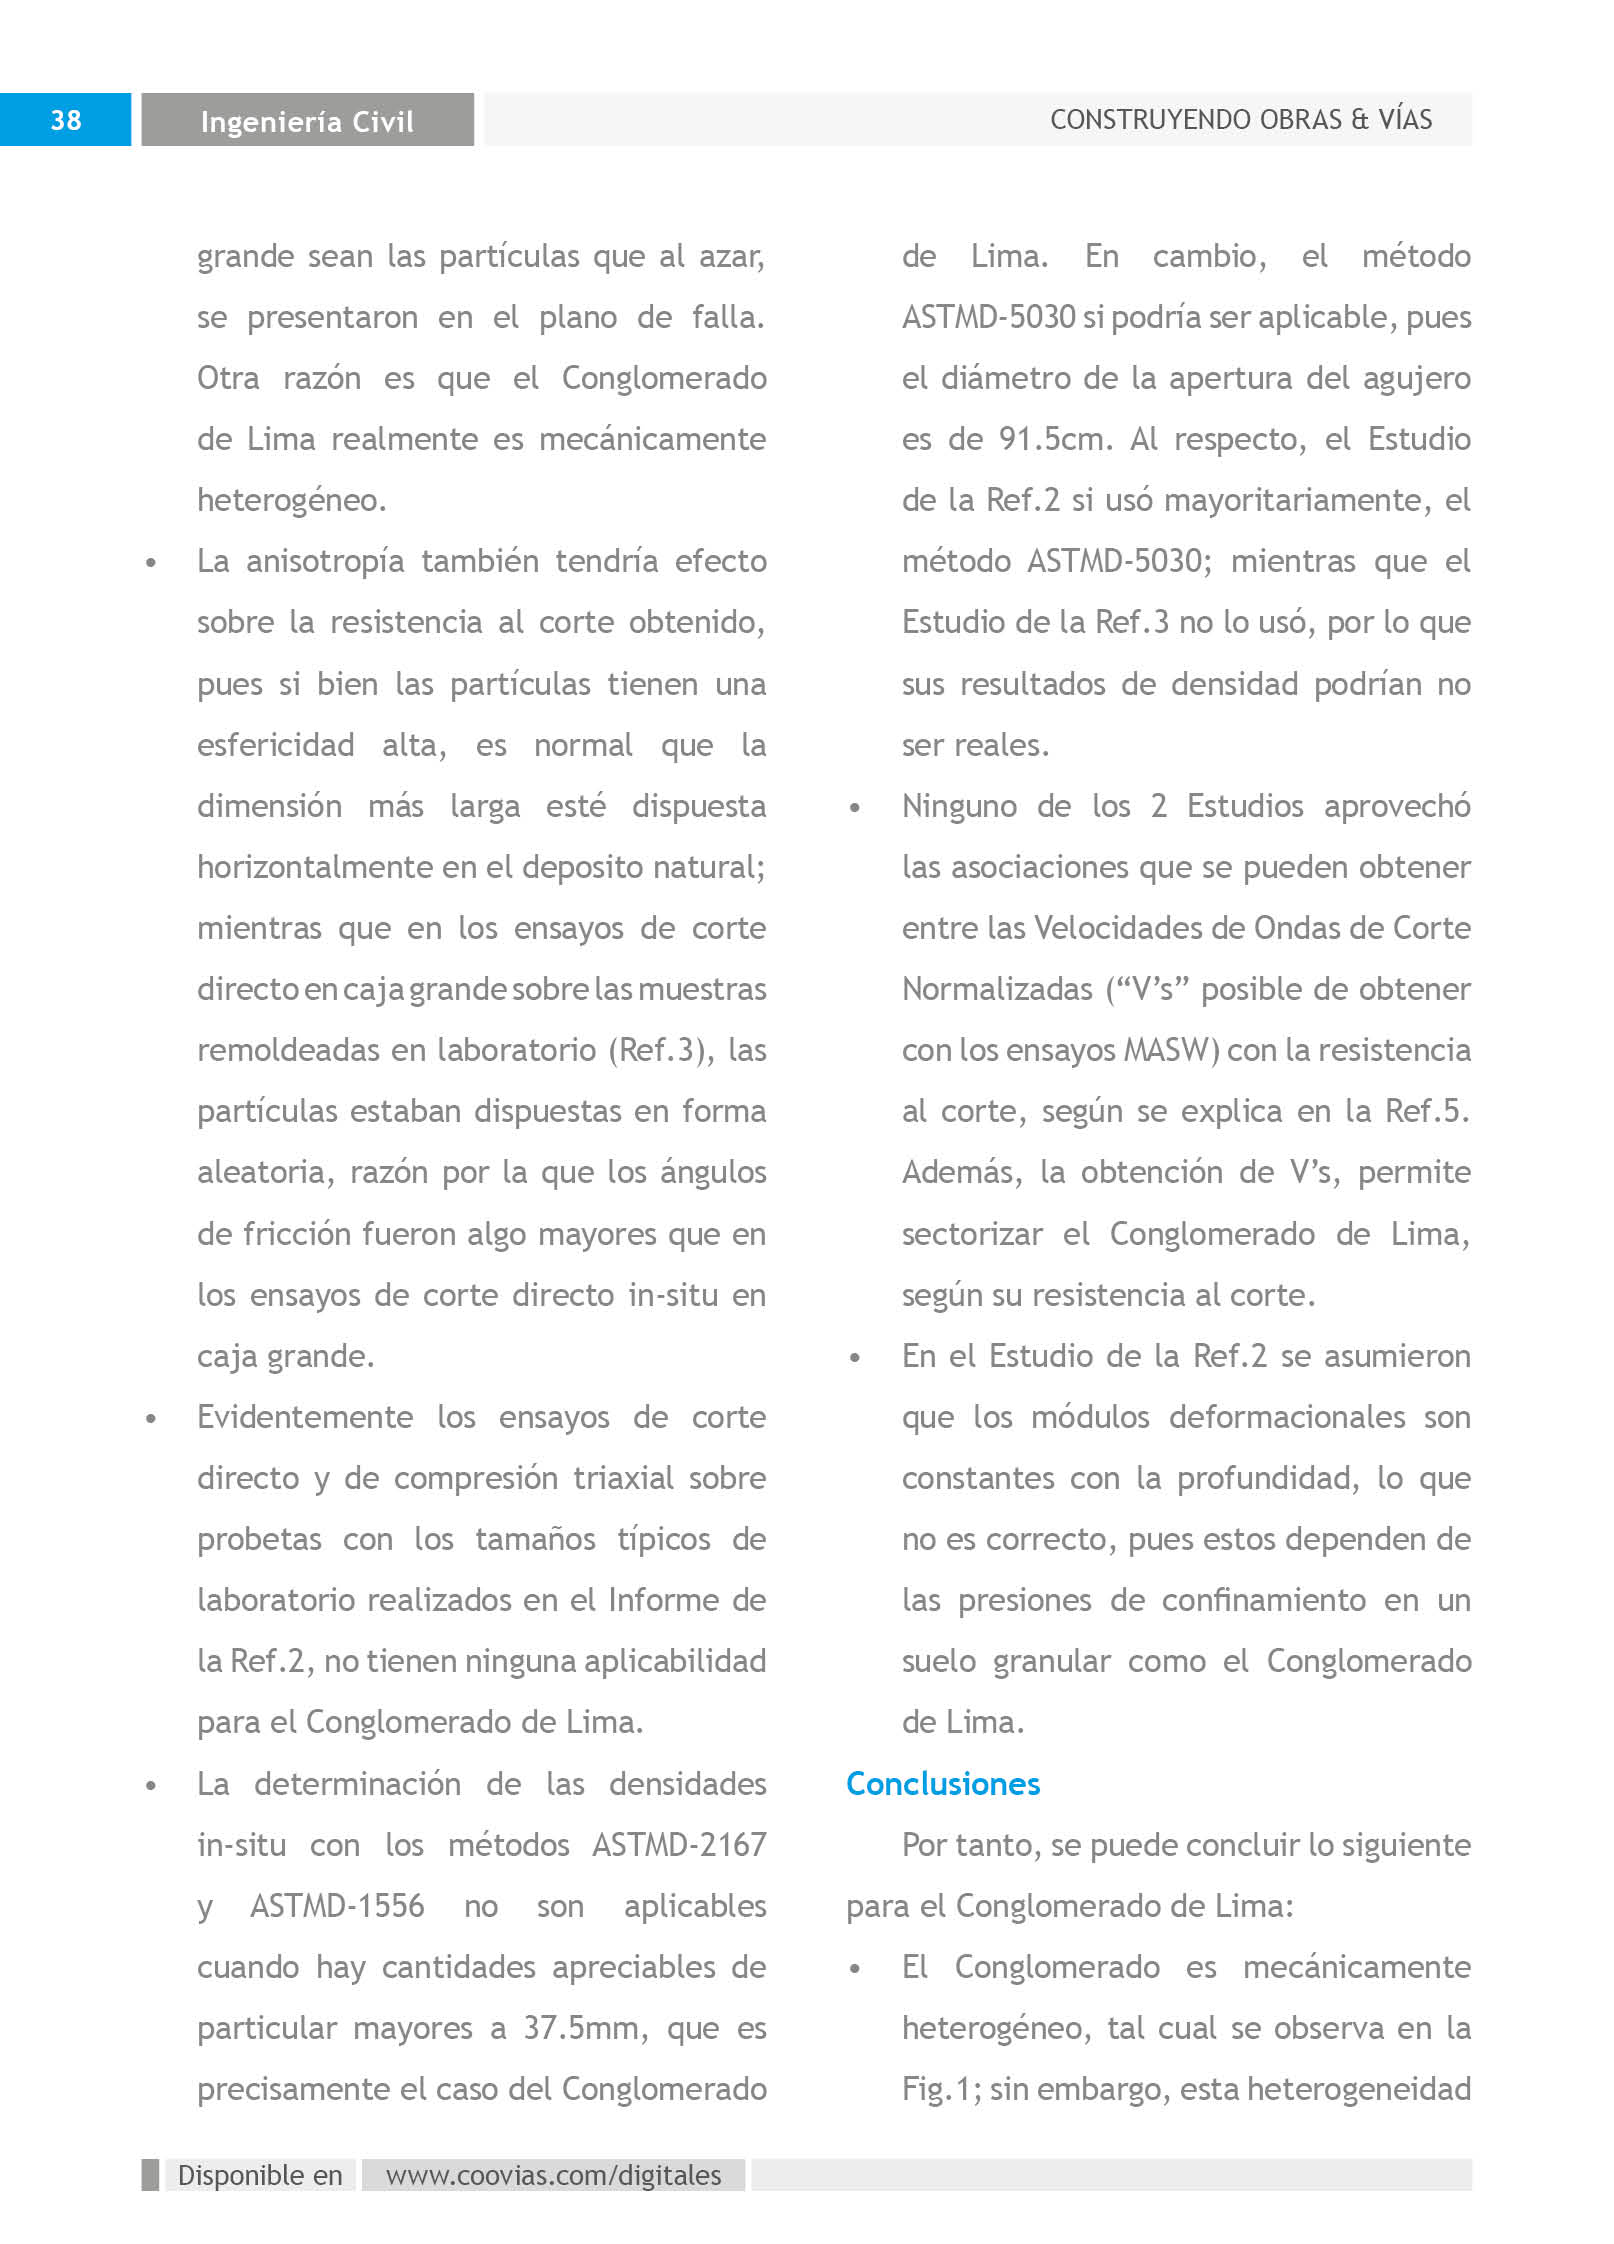 38
Ingeniería Civil
CONSTRUYENDO OBRAS & VÍAS
grande sean las partículas que al azar,
se presentaron en el plano de falla.
Otra razón es que el Conglomerado
de Lima realmente es mecánicamente
heterogéneo.
• La anisotropía también tendría efecto
sobre la resistencia al corte obtenido,
pues si bien las partículas tienen una
esfericidad alta, es normal que la
dimensión más larga esté dispuesta
horizontalmente en el deposito natural;
mientras que en los ensayos de corte
directo en caja grande sobre las muestras
remoldeadas en laboratorio (Ref.3), las
partículas estaban dispuestas en forma
aleatoria, razón por la que los ángulos
de fricción fueron algo mayores que en
los ensayos de corte directo in-situ en
caja grande.
• Evidentemente los ensayos de corte
directo y de compresión triaxial sobre
probetas con los tamaños típicos de
laboratorio realizados en el Informe de
la Ref.2, no tienen ninguna aplicabilidad
para el Conglomerado de Lima.
• La determinación de las densidades
in-situ con los métodos ASTMD-2167
y ASTMD-1556 no son aplicables
cuando hay cantidades apreciables de
particular mayores a 37.5mm, que es
precisamente el caso del Conglomerado
de Lima. En cambio, el método
ASTMD-5030 si podría ser aplicable, pues
el diámetro de la apertura del agujero
es de 91.5cm. Al respecto, el Estudio
de la Ref.2 si usó mayoritariamente, el
método ASTMD-5030; mientras que el
Estudio de la Ref.3 no lo usó, por lo que
sus resultados de densidad podrían no
ser reales.
• Ninguno de los 2 Estudios aprovechó
las asociaciones que se pueden obtener
entre las Velocidades de Ondas de Corte
Normalizadas (“V’s” posible de obtener
con los ensayos MASW) con la resistencia
al corte, según se explica en la Ref.5.
Además, la obtención de V’s, permite
sectorizar el Conglomerado de Lima,
según su resistencia al corte.
• En el Estudio de la Ref.2 se asumieron
que los módulos deformacionales son
constantes con la profundidad, lo que
no es correcto, pues estos dependen de
las presiones de confinamiento en un
suelo granular como el Conglomerado
de Lima.
Conclusiones
Por tanto, se puede concluir lo siguiente
para el Conglomerado de Lima:
• El Conglomerado es mecánicamente
heterogéneo, tal cual se observa en la
Fig.1; sin embargo, esta heterogeneidad
Disponible en
www.coovias.com/digitales